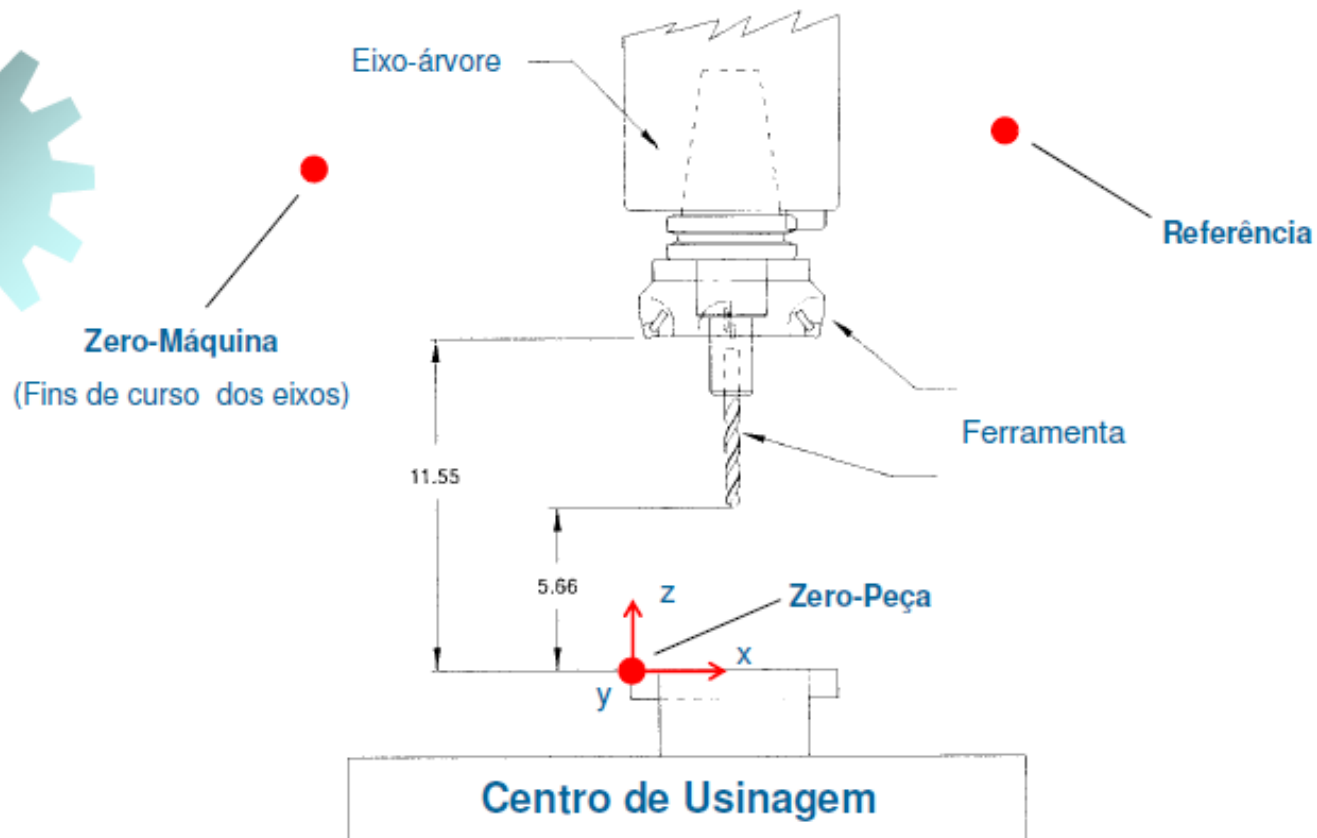 Eixo-árvore
Referência
Zero-Máquina
(Fins de curso dos eixos)
Ferramenta
11.55
5.66
z
Zero-Peça
x
y
Centro de Usinagem